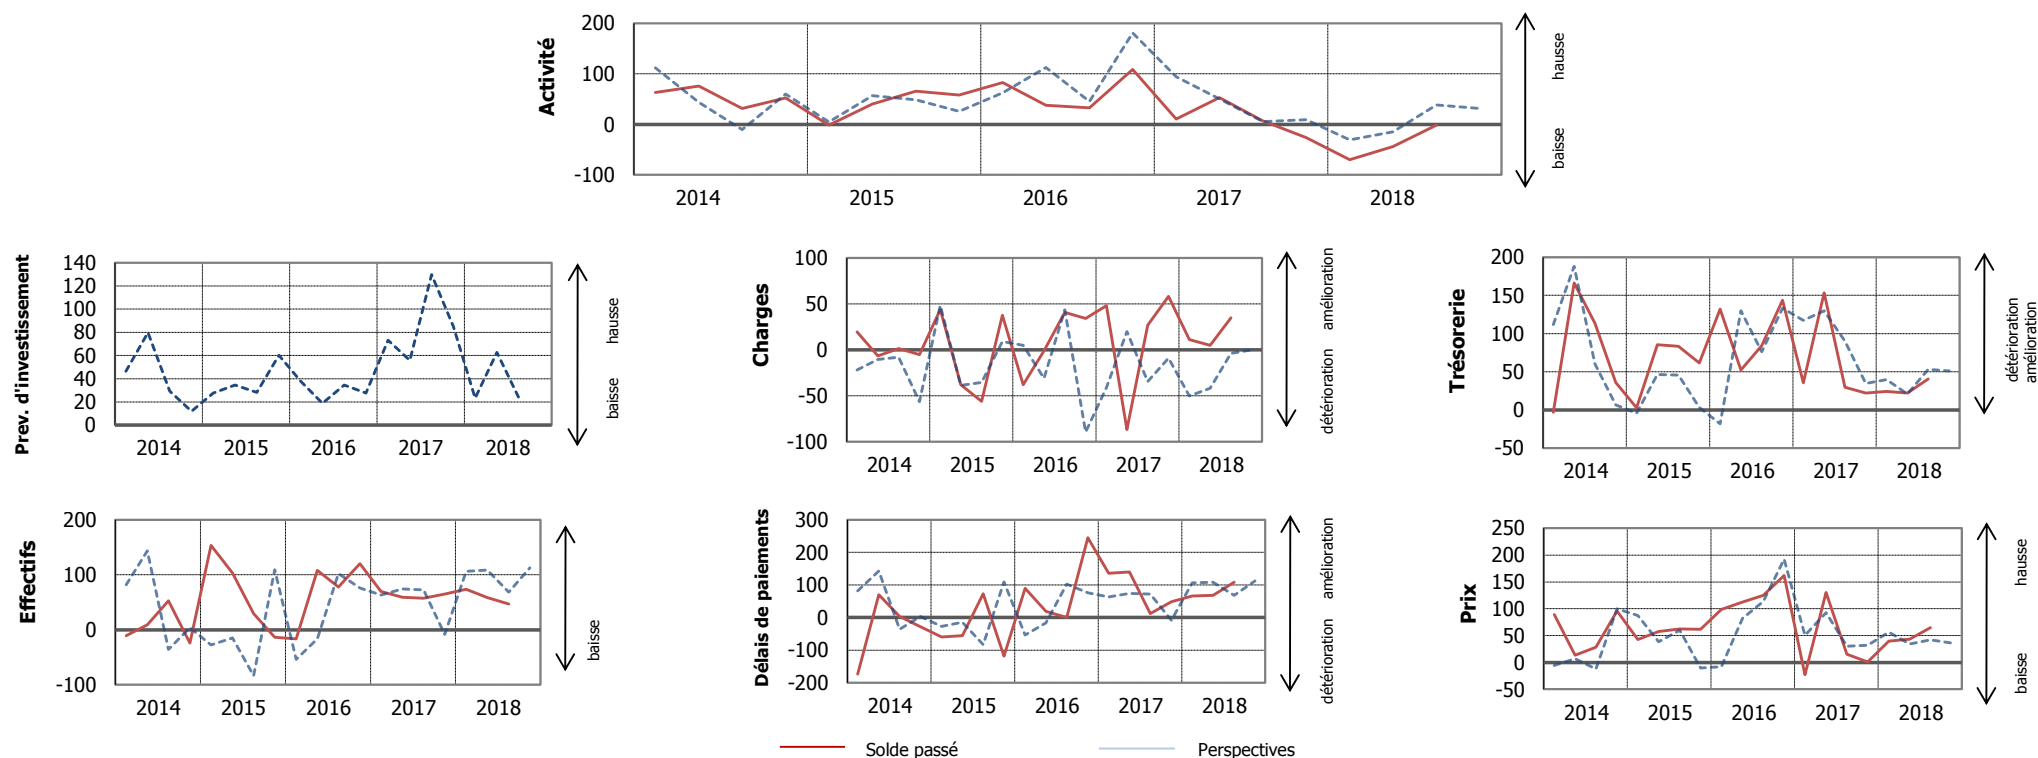 Activité
200
100
0
-100
2014 2015 2016 2017 2018
hausse
baisse
Prev. d'investissement
140
120
100
80
60
40
20
0
2014 2015 2016 2017 2018
hausse
baisse
Charges
100
50
0
-50
-100
2014 2015 2016 2017 2018
amélioration
détérioration
Trésorerie
200
150
100
50
0
-50
2014 2015 2016 2017 2018
détérioration
amélioration
Effectifs
200
100
0
-100
2014 2015 2016 2017 2018
baisse
Délais de paiements
300
200
100
0
-100
-200
2014 2015 2016 2017 2018
amélioration
détérioration
Prix
250
200
150
100
50
0
-50
2014 2015 2016 2017 2018
hausse
baisse
Solde passé
Perspectives